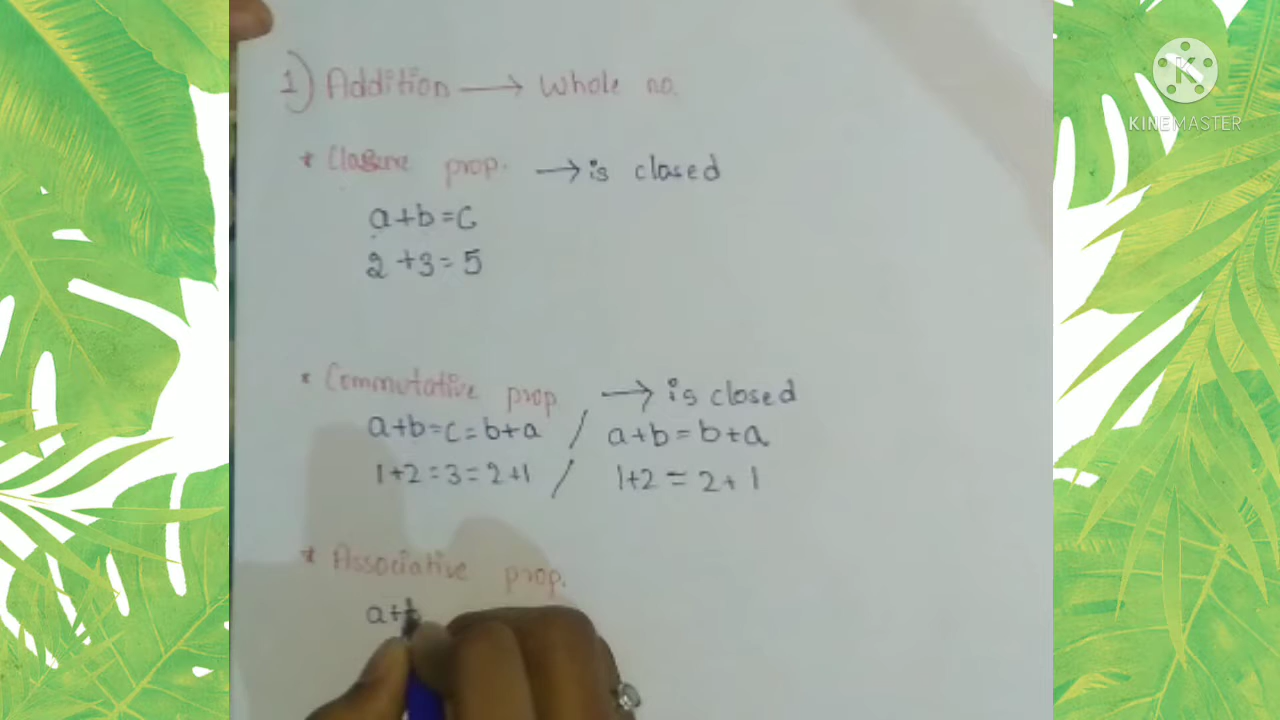 1) Addition → Whole no.
* Closure prop. → is closed
a+b=c
2+3=5
* Commutative prop → is closed
a+b=c=b+a / a+b=b+a
1+2=3=2+1 / 1+2=2+1
* Associative prop.
a+b
K
KINEMASTER